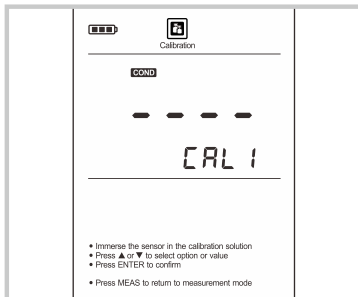 Calibration
COND
- - - -
CAL 1
• Immerse the sensor in the calibration solution
• Press ▲ or ▼ to select option or value
• Press ENTER to confirm
• Press MEAS to return to measurement mode